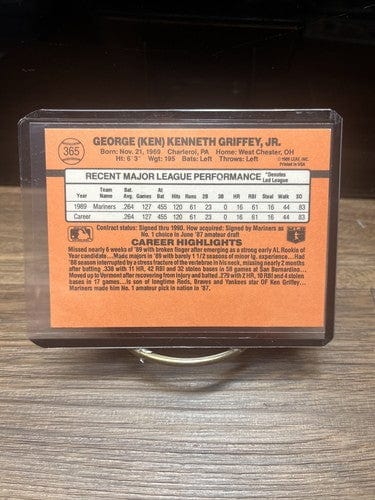 365
GEORGE (KEN) KENNETH GRIFFEY, JR.
Born: Nov. 21, 1969 Charleroi, PA Home: West Chester, OH
Ht: 6'3" Wgt: 195 Bats: Left Throws: Left
© 1989 LEAF, INC.
Printed in USA
RECENT MAJOR LEAGUE PERFORMANCE *Denotes Led League
Year Team Name Bat. Avg. Games At Bat Hits Runs 2B 3B HR RBI Steal Walk SO
1989 Mariners .264 127 455 120 61 23 0 16 61 16 44 83
Career .264 127 455 120 61 23 0 16 61 16 44 83
Contract status: Signed thru 1990. How acquired: Signed by Mariners as
No. 1 choice in June '87 amateur draft
CAREER HIGHLIGHTS
Missed nearly 6 weeks of '89 with broken finger after emerging as strong early AL Rookie of
Year candidate... Made majors in '89 with barely 1 1/2 seasons of minor lg. experience... Had
'88 season interrupted by a stress fracture of the vertebrae in his neck, missing nearly 2 months
after batting .338 with 11 HR, 42 RBI and 32 stolen bases in 58 games at San Bernardino...
Moved up to Vermont after recovering from injury and batted .279 with 2 HR, 10 RBI and 4 stolen
bases in 17 games... Is son of longtime Reds, Braves and Yankees star OF Ken Griffey...
Mariners made him No. 1 amateur pick in nation in '87.